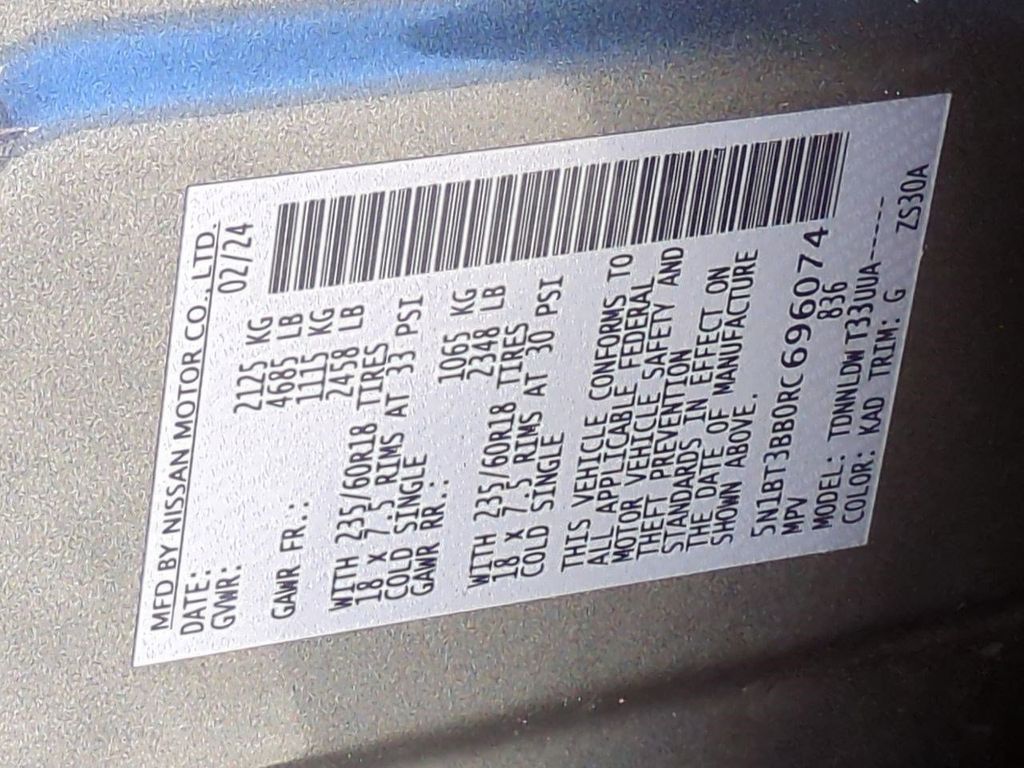 MFD BY NISSAN MOTOR CO., LTD.
DATE: 02/24
GVWR: 2125 KG
4685 LB
GAWR FR.: 1115 KG
2458 LB
WITH 235/60R18 TIRES
18 X 7.5 RIMS AT 33 PSI
COLD SINGLE
GAWR RR.: 1065 KG
2348 LB
WITH 235/60R18 TIRES
18 X 7.5 RIMS AT 30 PSI
COLD SINGLE
THIS VEHICLE CONFORMS TO
ALL APPLICABLE FEDERAL
MOTOR VEHICLE SAFETY AND
THEFT PREVENTION
STANDARDS IN EFFECT ON
THE DATE OF MANUFACTURE
SHOWN ABOVE.
5N1BT3BB0RC696074
MPV 836
MODEL: TDNNLDW T33UUA------
COLOR: KAD TRIM: G ZS30A